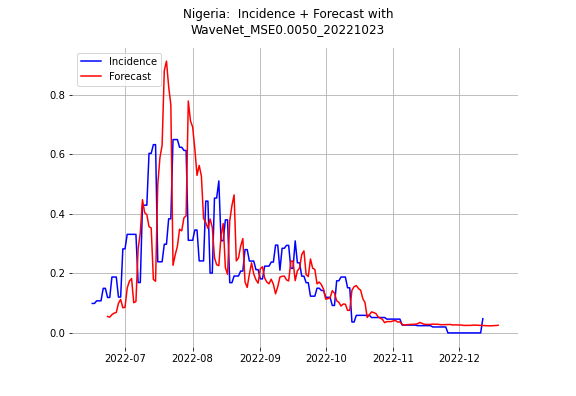 Nigeria:  Incidence + Forecast with
WaveNet_MSE0.0050_20221023
Incidence
Forecast
0.8
0.6
0.4
0.2
0.0
2022-07 2022-08 2022-09 2022-10 2022-11 2022-12